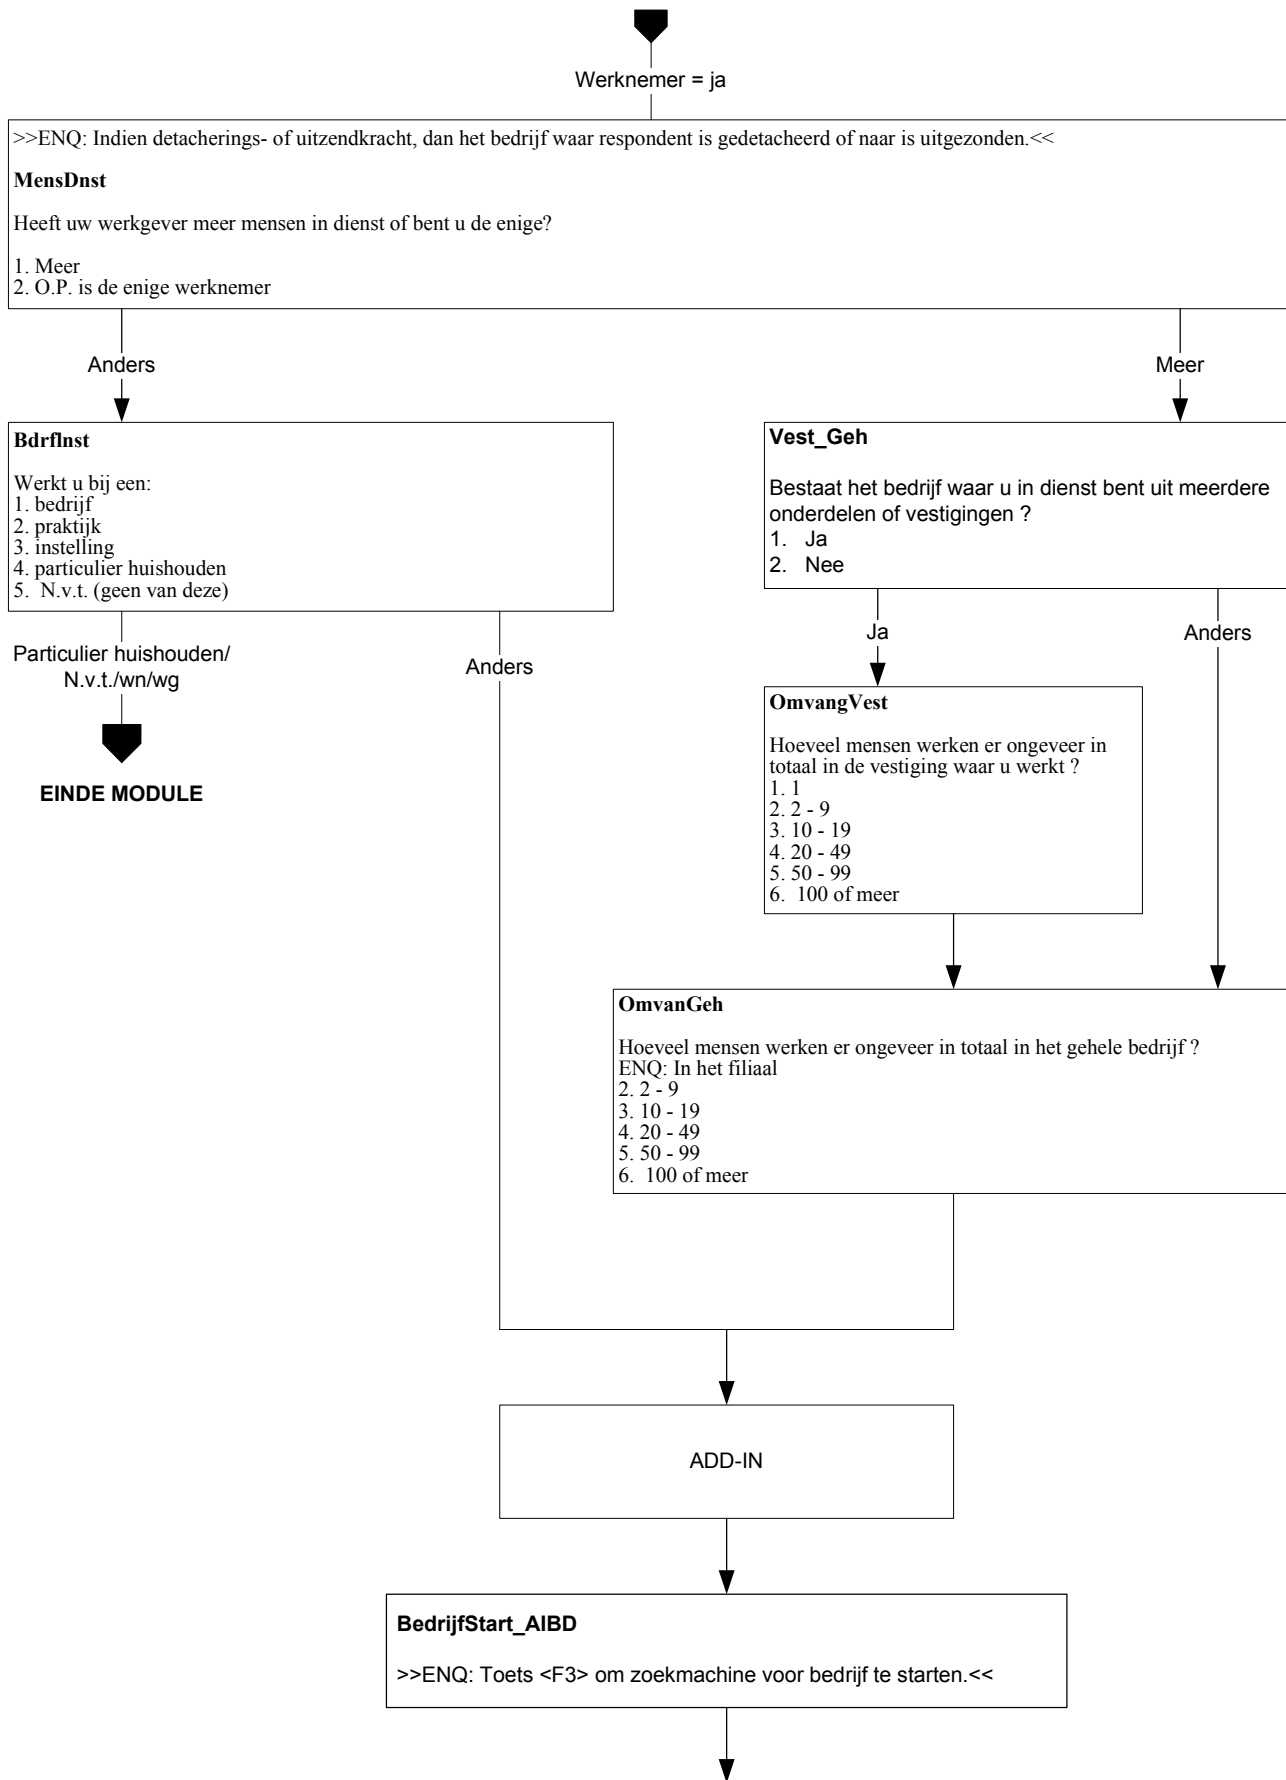 Werknemer = ja
>>ENQ: Indien detacherings- of uitzendkracht, dan het bedrijf waar respondent is gedetacheerd of naar is uitgezonden.<<
MensDnst
Heeft uw werkgever meer mensen in dienst of bent u de enige?
1. Meer
2. O.P. is de enige werknemer
Anders
Meer
BdrfInst
Werkt u bij een:
1. bedrijf
2. praktijk
3. instelling
4. particulier huishouden
5. N.v.t. (geen van deze)
Vest_Geh
Bestaat het bedrijf waar u in dienst bent uit meerdere
onderdelen of vestigingen ?
1. Ja
2. Nee
Particulier huishouden/
N.v.t./wn/wg
Anders
EINDE MODULE
Ja
Anders
OmvangVest
Hoeveel mensen werken er ongeveer in
totaal in de vestiging waar u werkt ?
1. 1
2. 2 - 9
3. 10 - 19
4. 20 - 49
5. 50 - 99
6. 100 of meer
OmvanGeh
Hoeveel mensen werken er ongeveer in totaal in het gehele bedrijf ?
ENQ: In het filiaal
2. 2 - 9
3. 10 - 19
4. 20 - 49
5. 50 - 99
6. 100 of meer
ADD-IN
BedrijfStart_AIBD
>>ENQ: Toets <F3> om zoekmachine voor bedrijf te starten.<<